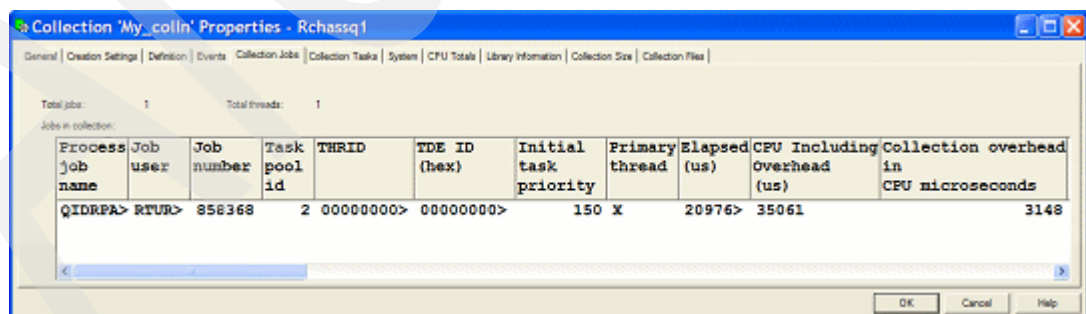 Collection 'My_colln' Properties - Rchassq1
General | Creation Settings | Definition | Events | Collection Jobs | Collection Tasks | System | CPU Totals | Library Information | Collection Size | Collection Files
Total jobs: 1 Total threads: 1
Jobs in collection:
Process Job Job Task THRID TDE ID Initial Primary Elapsed CPU Including Collection overhead
job user number pool (hex) task thread (us) Overhead in
name id priority (us) CPU microseconds
QIDRPA> RTUR> 858368 2 00000000> 00000000> 150 X 20976> 35061 3148
OK Cancel Help